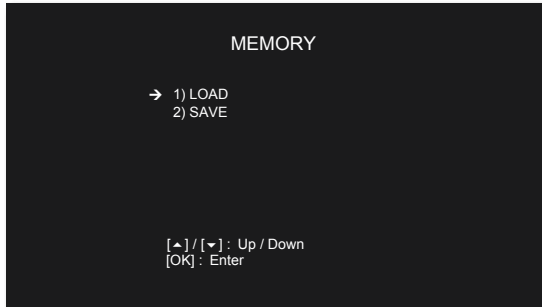 MEMORY
➔ 1) LOAD
2) SAVE
[▲] / [▼] : Up / Down
[OK] : Enter